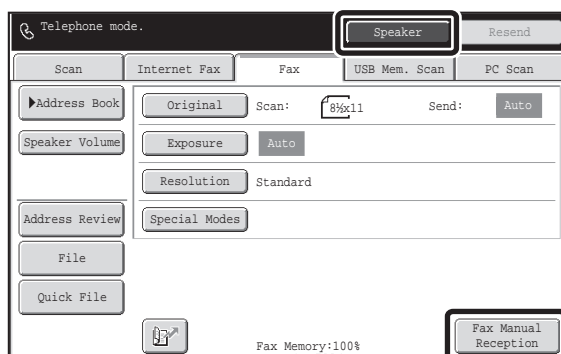 Telephone mode.
Speaker
Resend
Scan
Internet Fax
Fax
USB Mem. Scan
PC Scan
Address Book
Original
Scan:
8½x11
Send:
Auto
Speaker Volume
Exposure
Auto
Resolution
Standard
Address Review
Special Modes
File
Quick File
Fax Memory:100%
Fax Manual
Reception